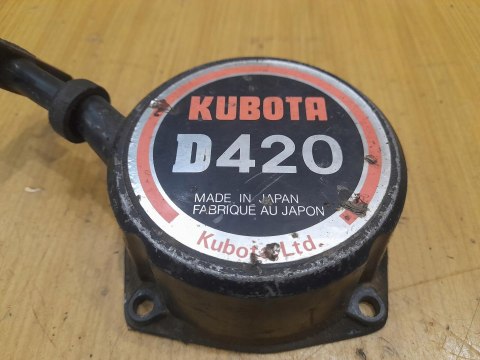 KUBOTA
D420
MADE IN JAPAN
FABRIQUE AU JAPON
Kubota Ltd.